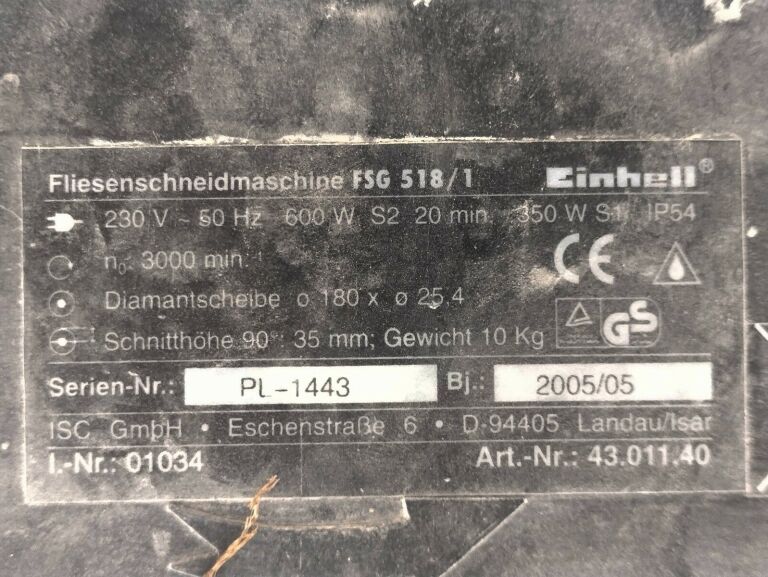 Fliesenschneidmaschine FSG 518/1 Einhell®
230 V ~ 50 Hz 600 W S2 20 min 350 W S1 IP54
n₀: 3000 min⁻¹
CE
Diamantscheibe ø 180 x ø 25,4
Schnitthöhe 90°: 35 mm; Gewicht 10 Kg
GS
Serien-Nr.: PL-1443 Bj.: 2005/05
ISC GmbH • Eschenstraße 6 • D-94405 Landau/Isar
I.-Nr.: 01034 Art.-Nr.: 43.011.40